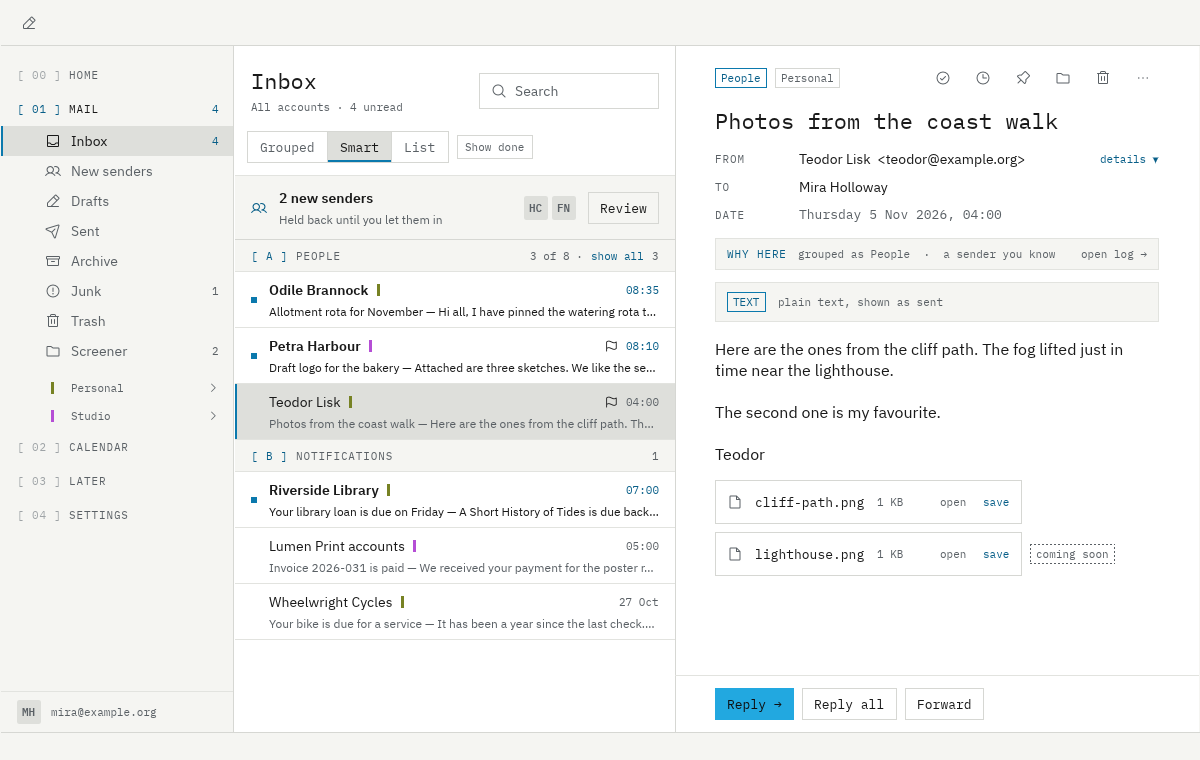 [ 00 ] HOME
[ 01 ] MAIL 4
Inbox 4
New senders
Drafts
Sent
Archive
Junk 1
Trash
Screener 2
Personal
Studio
[ 02 ] CALENDAR
[ 03 ] LATER
[ 04 ] SETTINGS
MH mira@example.org
Inbox
All accounts · 4 unread
Search
Grouped Smart List Show done
2 new senders
Held back until you let them in
HC FN Review
[ A ] PEOPLE 3 of 8 · show all 3
Odile Brannock 08:35
Allotment rota for November — Hi all, I have pinned the watering rota t…
Petra Harbour 08:10
Draft logo for the bakery — Attached are three sketches. We like the se…
Teodor Lisk 04:00
Photos from the coast walk — Here are the ones from the cliff path. Th…
[ B ] NOTIFICATIONS 1
Riverside Library 07:00
Your library loan is due on Friday — A Short History of Tides is due back…
Lumen Print accounts 05:00
Invoice 2026-031 is paid — We received your payment for the poster r…
Wheelwright Cycles 27 Oct
Your bike is due for a service — It has been a year since the last check.…
People Personal
Photos from the coast walk
FROM Teodor Lisk <teodor@example.org> details ▾
TO Mira Holloway
DATE Thursday 5 Nov 2026, 04:00
WHY HERE grouped as People · a sender you know open log →
TEXT plain text, shown as sent
Here are the ones from the cliff path. The fog lifted just in
time near the lighthouse.
The second one is my favourite.
Teodor
cliff-path.png 1 KB open save
lighthouse.png 1 KB open save coming soon
Reply → Reply all Forward